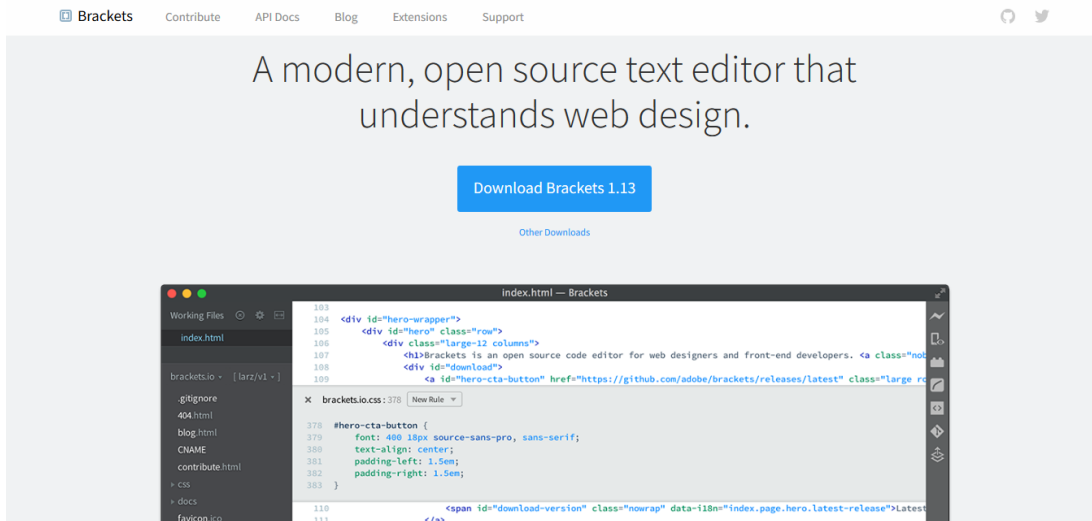 Brackets Contribute API Docs Blog Extensions Support
A modern, open source text editor that
understands web design.
Download Brackets 1.13
Other Downloads
index.html — Brackets
Working Files
index.html
brackets.io [ larz/v1 ]
.gitignore
404.html
blog.html
CNAME
contribute.html
css
docs
favicon.ico
103
104 <div id="hero-wrapper">
105 <div id="hero" class="row">
106 <div class="large-12 columns">
107 <h1>Brackets is an open source code editor for web designers and front-end developers. <a class="nob
108 <div id="download">
109 <a id="hero-cta-button" href="https://github.com/adobe/brackets/releases/latest" class="large ro
× brackets.io.css : 378 New Rule
378 #hero-cta-button {
379 font: 400 18px source-sans-pro, sans-serif;
380 text-align: center;
381 padding-left: 1.5em;
382 padding-right: 1.5em;
383 }
110 <span id="download-version" class="nowrap" data-i18n="index.page.hero.latest-release">Latest
111 </a>